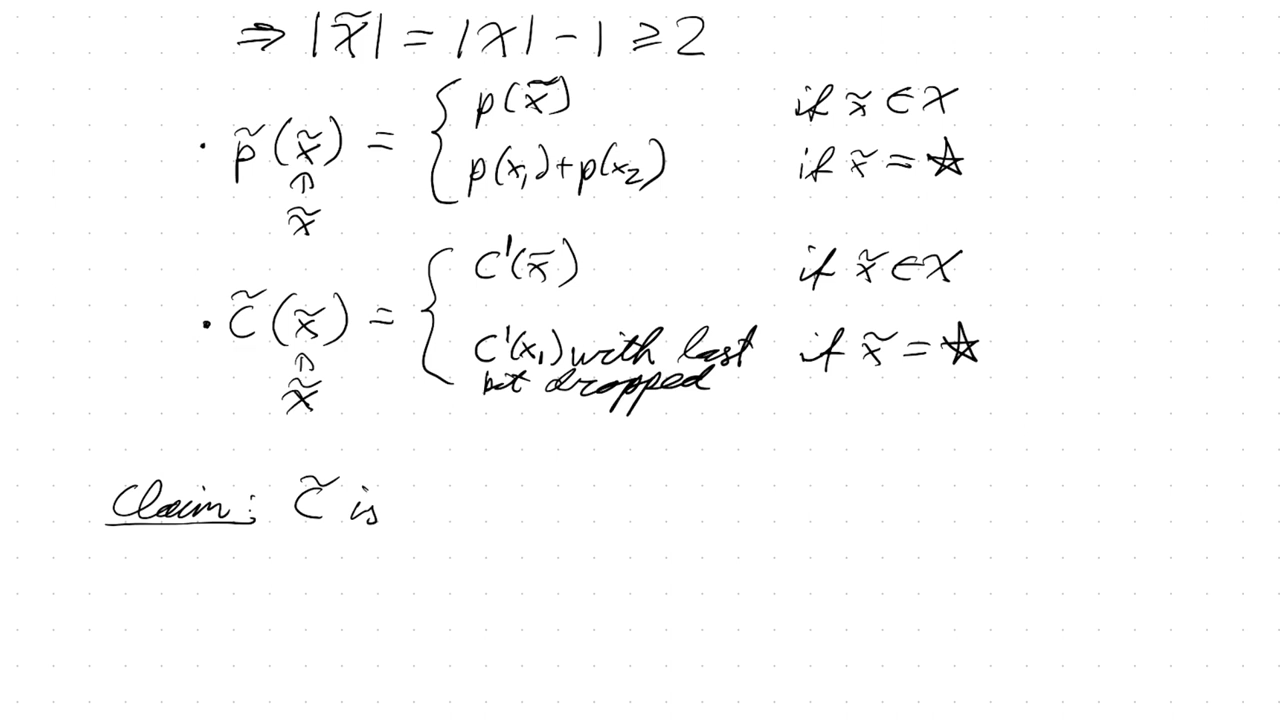 ⇒ |𝒳̃| = |𝒳| - 1 ≥ 2
· p̃(x̃) = { p(x̃) if x̃ ∈ 𝒳
p(x₁) + p(x₂) if x̃ = ☆
⋒
𝒳̃
· C̃(x̃) = { C'(x̃) if x̃ ∈ 𝒳
C'(x₁) with last if x̃ = ☆
bit dropped
⋒
𝒳̃
Claim: C̃ is